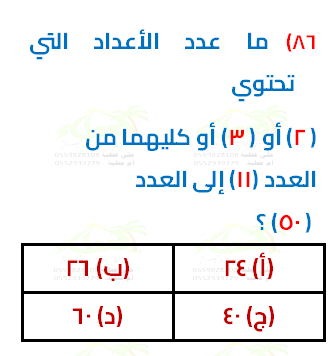 ٨٦) ما عدد الأعداد التي
تحتوي
(٢) أو (٣) أو كليهما من
العدد (١١) إلى العدد
(٥٠) ؟
(أ) ٢٤ (ب) ٢٦
(ج) ٤٠ (د) ٦٠